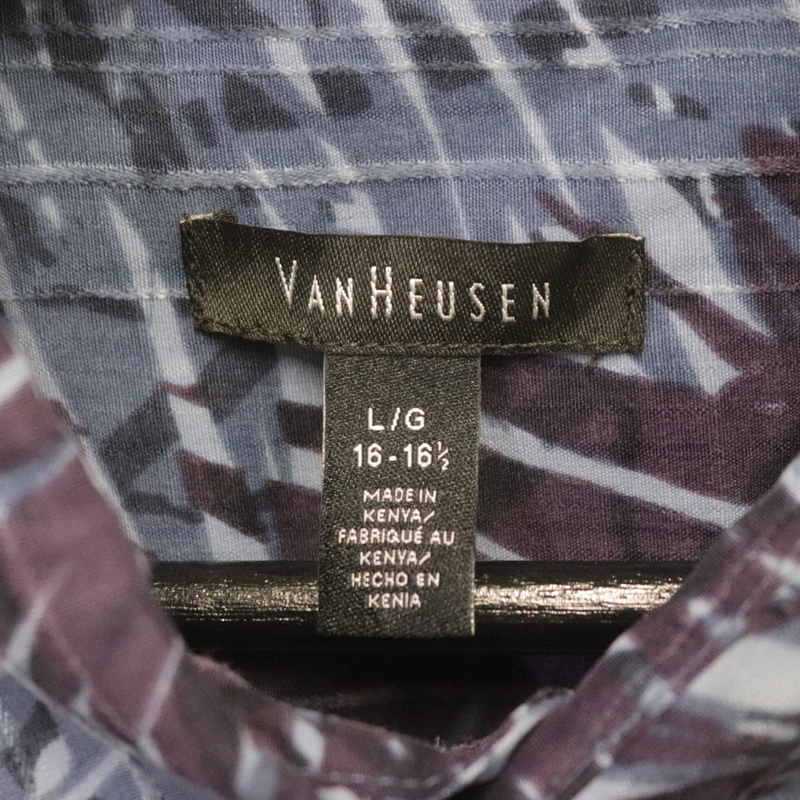 VANHEUSEN
L/G
16-16½
MADE IN
KENYA/
FABRIQUÉ AU
KENYA/
HECHO EN
KENIA